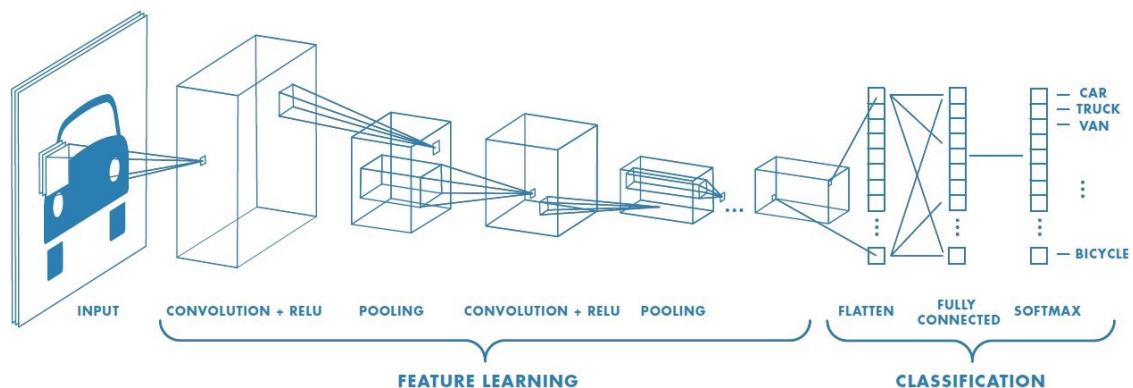 CAR
TRUCK
VAN
...
BICYCLE
INPUT
CONVOLUTION + RELU
POOLING
CONVOLUTION + RELU
POOLING
FLATTEN
FULLY
CONNECTED
SOFTMAX
FEATURE LEARNING
CLASSIFICATION